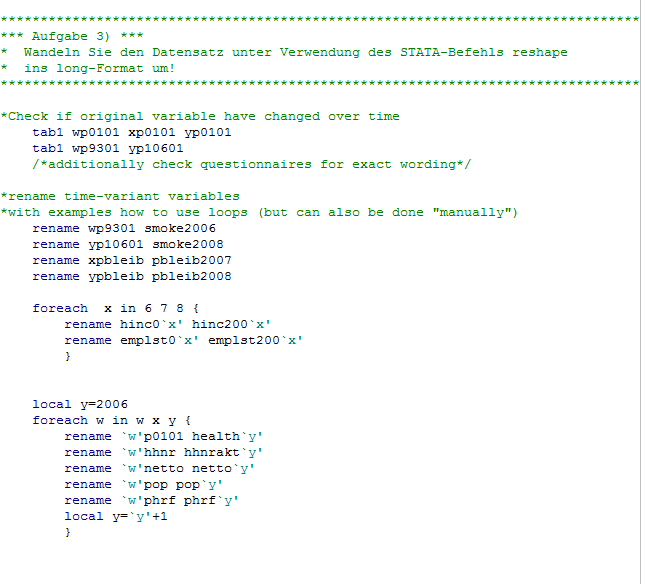 ********************************************************************************
*** Aufgabe 3) ***
*  Wandeln Sie den Datensatz unter Verwendung des STATA-Befehls reshape
*  ins long-Format um!
********************************************************************************
*Check if original variable have changed over time
tab1 wp0101 xp0101 yp0101
tab1 wp9301 yp10601
/*additionally check questionnaires for exact wording*/
*rename time-variant variables
*with examples how to use loops (but can also be done "manually")
rename wp9301 smoke2006
rename yp10601 smoke2008
rename xpbleib pbleib2007
rename ypbleib pbleib2008
foreach  x in 6 7 8 {
rename hinc0`x' hinc200`x'
rename emplst0`x' emplst200`x'
}
local y=2006
foreach w in w x y {
rename `w'p0101 health`y'
rename `w'hhnr hhnrakt`y'
rename `w'netto netto`y'
rename `w'pop pop`y'
rename `w'phrf phrf`y'
local y=`y'+1
}